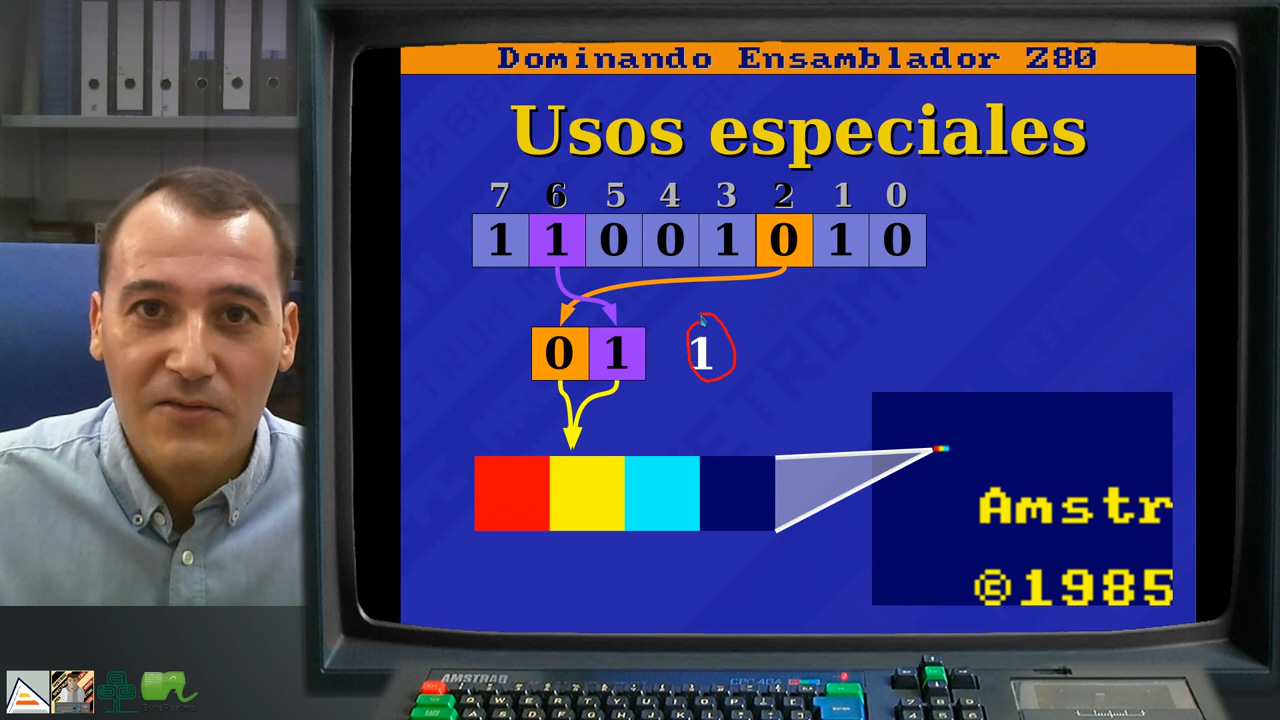 Dominando Ensamblador Z80
Usos especiales
7 6 5 4 3 2 1 0
1 1 0 0 1 0 1 0
0 1 1
Amstr
©1985
AMSTRAD